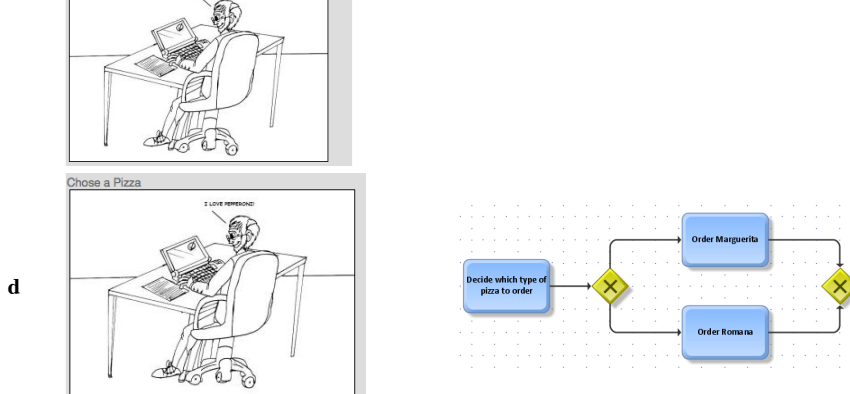 Chose a Pizza
I LOVE PEPPERONI!
d
Decide which type of
pizza to order
Order Marguerita
Order Romana